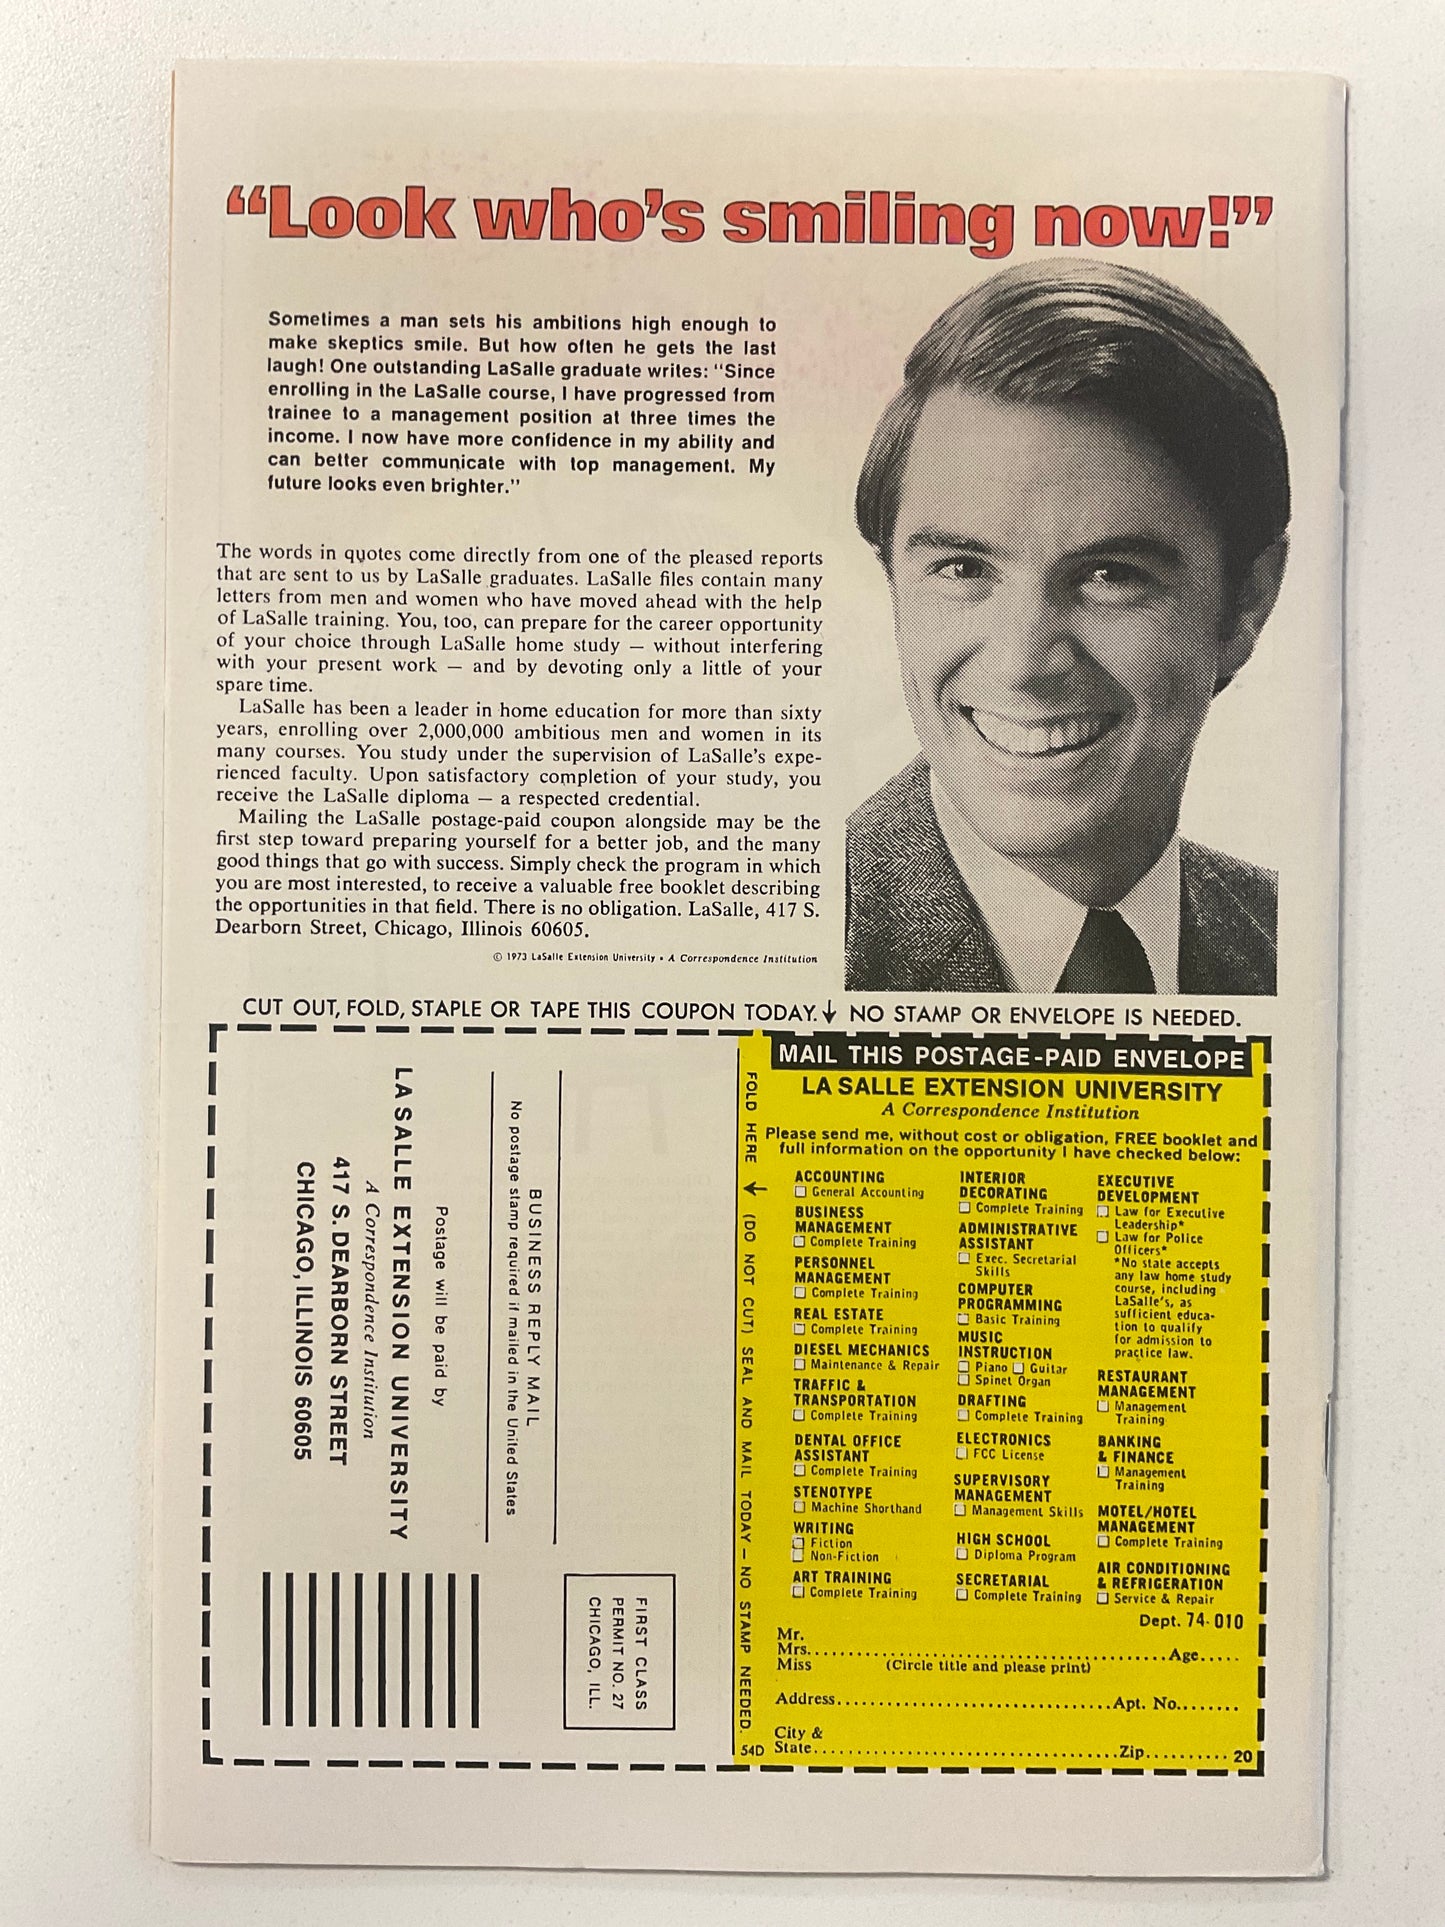 “Look who’s smiling now!”
Sometimes a man sets his ambitions high enough to
make skeptics smile. But how often he gets the last
laugh! One outstanding LaSalle graduate writes: “Since
enrolling in the LaSalle course, I have progressed from
trainee to a management position at three times the
income. I now have more confidence in my ability and
can better communicate with top management. My
future looks even brighter.”
The words in quotes come directly from one of the pleased reports
that are sent to us by LaSalle graduates. LaSalle files contain many
letters from men and women who have moved ahead with the help
of LaSalle training. You, too, can prepare for the career opportunity
of your choice through LaSalle home study — without interfering
with your present work — and by devoting only a little of your
spare time.
LaSalle has been a leader in home education for more than sixty
years, enrolling over 2,000,000 ambitious men and women in its
many courses. You study under the supervision of LaSalle’s expe-
rienced faculty. Upon satisfactory completion of your study, you
receive the LaSalle diploma — a respected credential.
Mailing the LaSalle postage-paid coupon alongside may be the
first step toward preparing yourself for a better job, and the many
good things that go with success. Simply check the program in which
you are most interested, to receive a valuable free booklet describing
the opportunities in that field. There is no obligation. LaSalle, 417 S.
Dearborn Street, Chicago, Illinois 60605.
© 1973 LaSalle Extension University • A Correspondence Institution
CUT OUT, FOLD, STAPLE OR TAPE THIS COUPON TODAY.↓ NO STAMP OR ENVELOPE IS NEEDED.
FIRST CLASS
PERMIT NO. 27
CHICAGO, ILL.
BUSINESS REPLY MAIL
No postage stamp required if mailed in the United States
Postage will be paid by
LA SALLE EXTENSION UNIVERSITY
A Correspondence Institution
417 S. DEARBORN STREET
CHICAGO, ILLINOIS 60605
FOLD HERE ↓ (DO NOT CUT) SEAL AND MAIL TODAY — NO STAMP NEEDED.
54D
MAIL THIS POSTAGE-PAID ENVELOPE
LA SALLE EXTENSION UNIVERSITY
A Correspondence Institution
Please send me, without cost or obligation, FREE booklet and
full information on the opportunity I have checked below:
ACCOUNTING
☐ General Accounting
BUSINESS
MANAGEMENT
☐ Complete Training
PERSONNEL
MANAGEMENT
☐ Complete Training
REAL ESTATE
☐ Complete Training
DIESEL MECHANICS
☐ Maintenance & Repair
TRAFFIC &
TRANSPORTATION
☐ Complete Training
DENTAL OFFICE
ASSISTANT
☐ Complete Training
STENOTYPE
☐ Machine Shorthand
WRITING
☐ Fiction
☐ Non-Fiction
ART TRAINING
☐ Complete Training
INTERIOR
DECORATING
☐ Complete Training
ADMINISTRATIVE
ASSISTANT
☐ Exec. Secretarial
Skills
COMPUTER
PROGRAMMING
☐ Basic Training
MUSIC
INSTRUCTION
☐ Piano ☐ Guitar
☐ Spinet Organ
DRAFTING
☐ Complete Training
ELECTRONICS
☐ FCC License
SUPERVISORY
MANAGEMENT
☐ Management Skills
HIGH SCHOOL
☐ Diploma Program
SECRETARIAL
☐ Complete Training
EXECUTIVE
DEVELOPMENT
☐ Law for Executive
Leadership*
☐ Law for Police
Officers*
*No state accepts
any law home study
course, including
LaSalle's, as
sufficient educa-
tion to qualify
for admission to
practice law.
RESTAURANT
MANAGEMENT
☐ Management
Training
BANKING
& FINANCE
☐ Management
Training
MOTEL/HOTEL
MANAGEMENT
☐ Complete Training
AIR CONDITIONING
& REFRIGERATION
☐ Service & Repair
Dept. 74-010
Mr.
Mrs. Age
Miss (Circle title and please print)
Address Apt. No.
City &
State Zip 20